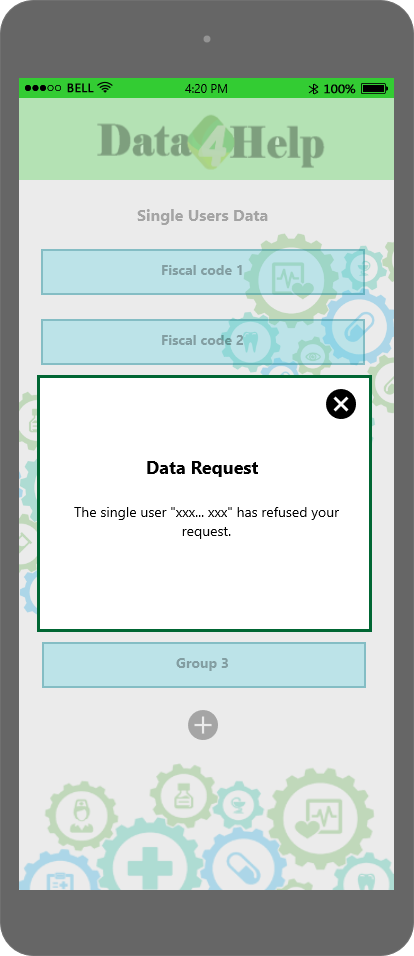 BELL 4:20 PM 100%
Data4Help
Single Users Data
Fiscal code 1
Fiscal code 2
Data Request
The single user "xxx... xxx" has refused your
request.
Group 3